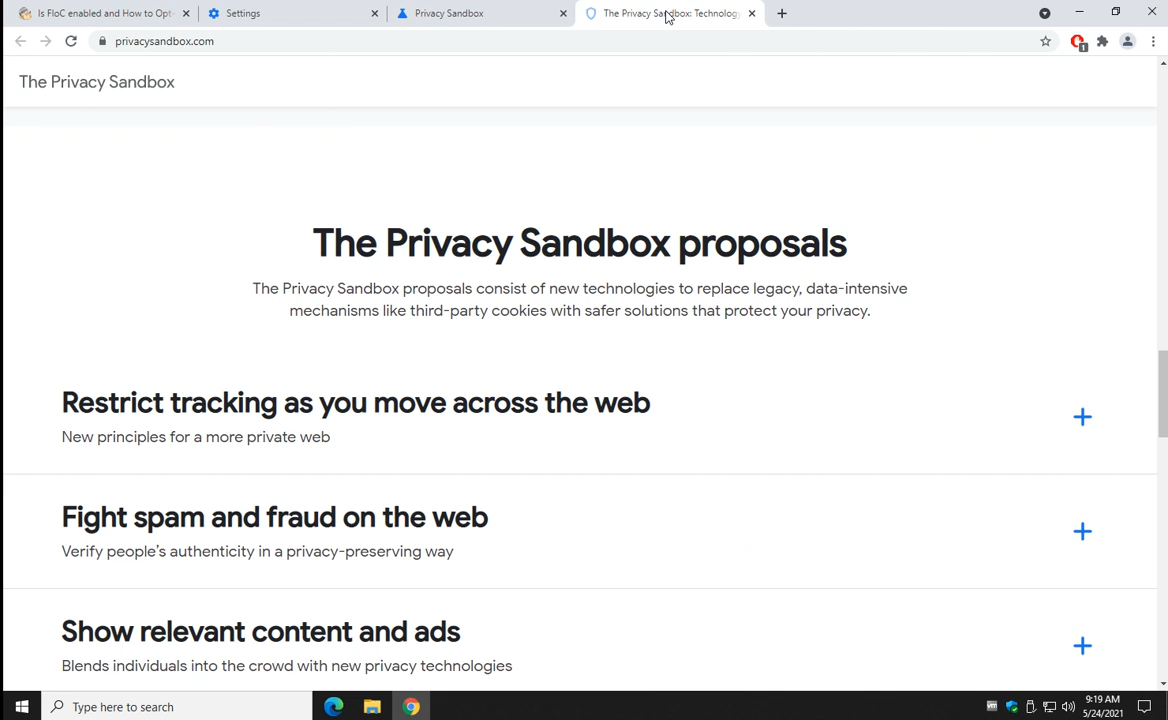 Is FloC enabled and How to Opt-
Settings
Privacy Sandbox
The Privacy Sandbox: Technology
privacysandbox.com
1
The Privacy Sandbox
The Privacy Sandbox proposals
The Privacy Sandbox proposals consist of new technologies to replace legacy, data-intensive
mechanisms like third-party cookies with safer solutions that protect your privacy.
Restrict tracking as you move across the web
New principles for a more private web
Fight spam and fraud on the web
Verify people's authenticity in a privacy-preserving way
Show relevant content and ads
Blends individuals into the crowd with new privacy technologies
Type here to search
vm
9:19 AM
5/24/2021